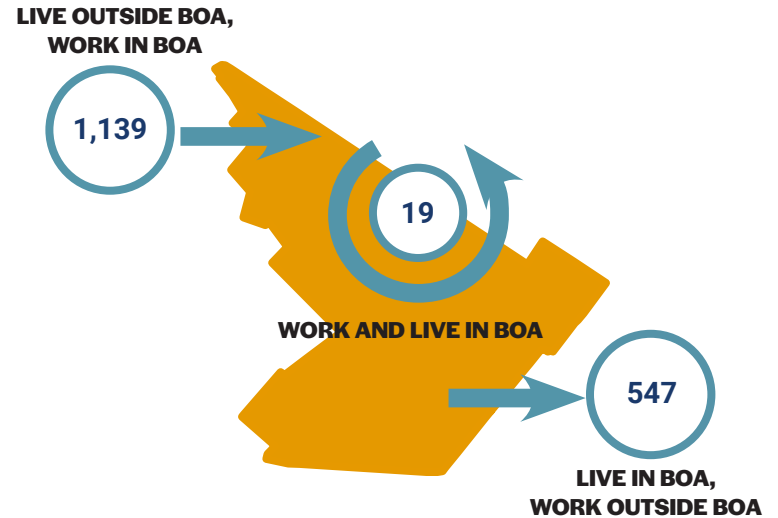 LIVE OUTSIDE BOA,
WORK IN BOA
1,139
19
WORK AND LIVE IN BOA
547
LIVE IN BOA,
WORK OUTSIDE BOA